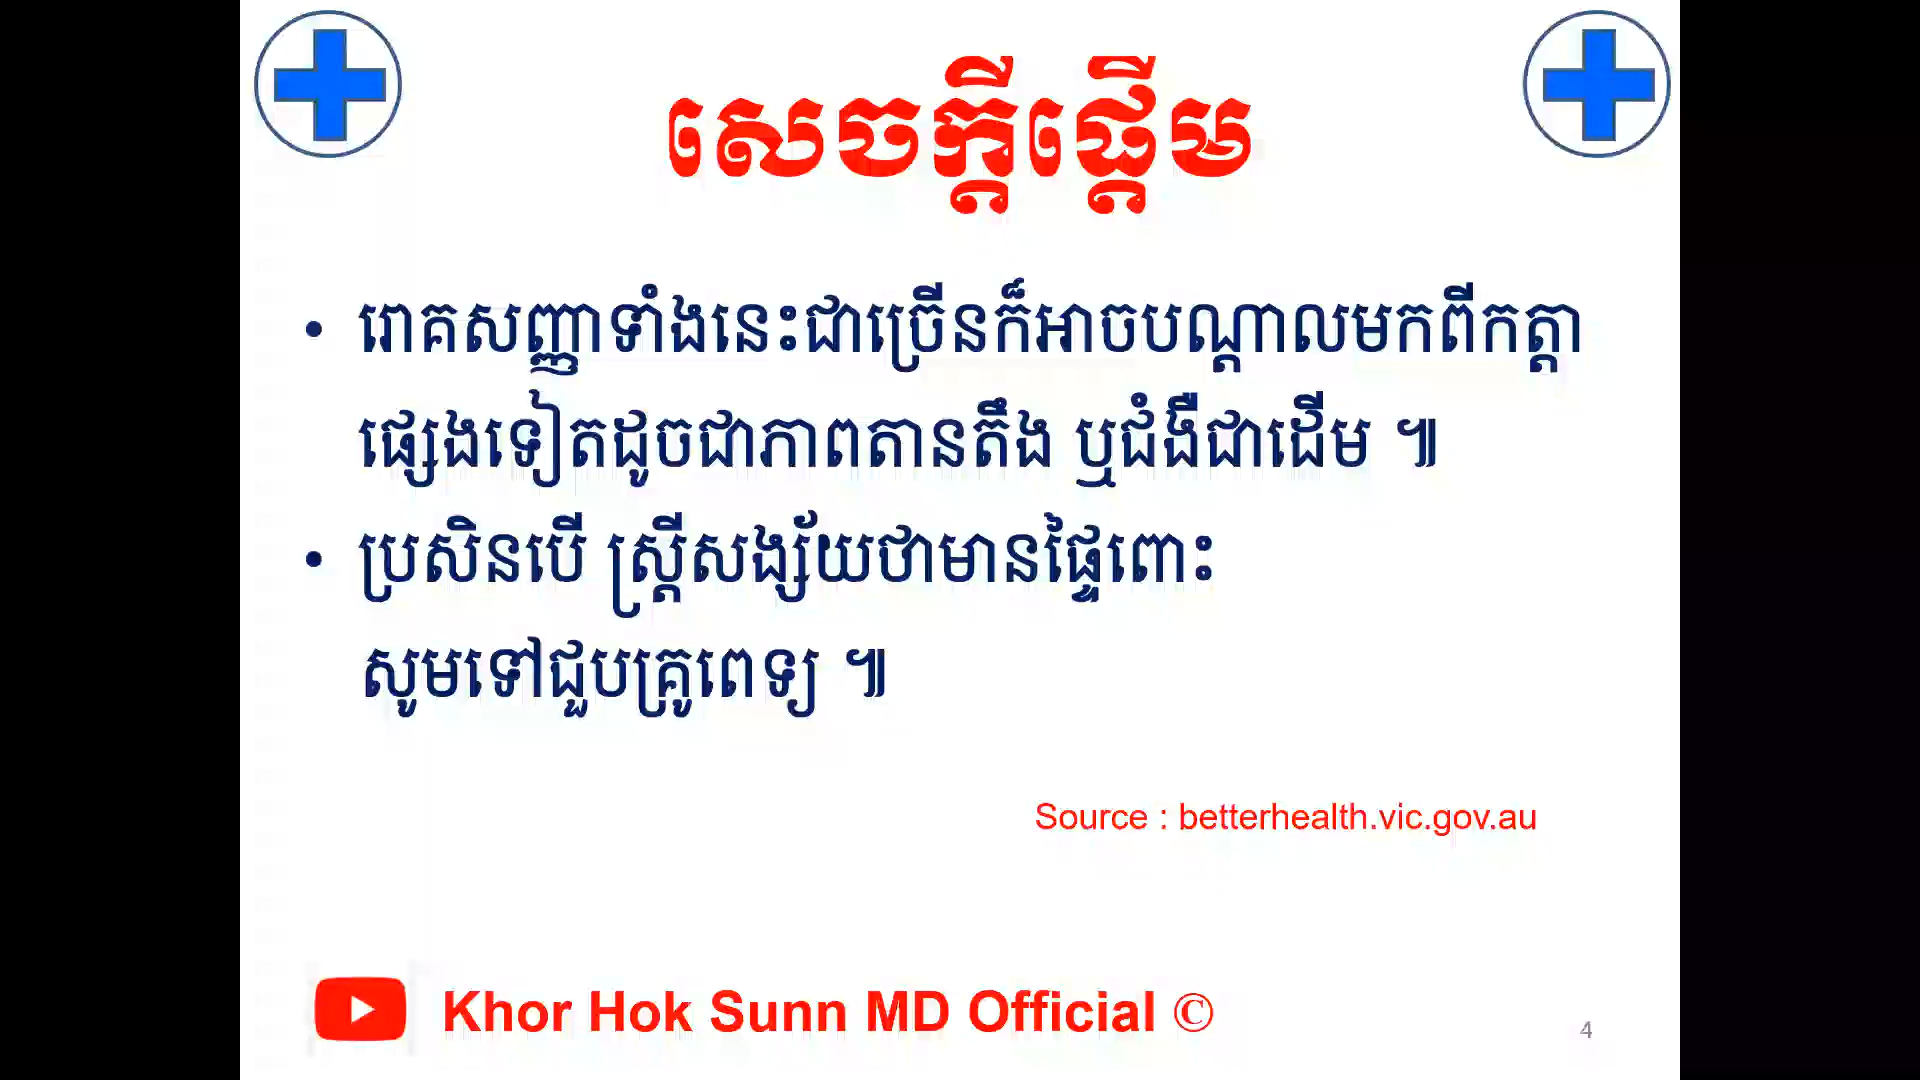 សេចក្តីផ្តើម
• រោគសញ្ញាទាំងនេះជាច្រើនក៏អាចបណ្តាលមកពីកត្តា
ផ្សេងទៀតដូចជាភាពតានតឹង ឬជំងឺជាដើម ៕
• ប្រសិនបើ ស្ត្រីសង្ស័យថាមានផ្ទៃពោះ
សូមទៅជួបគ្រូពេទ្យ ៕
Source : betterhealth.vic.gov.au
Khor Hok Sunn MD Official ©
4